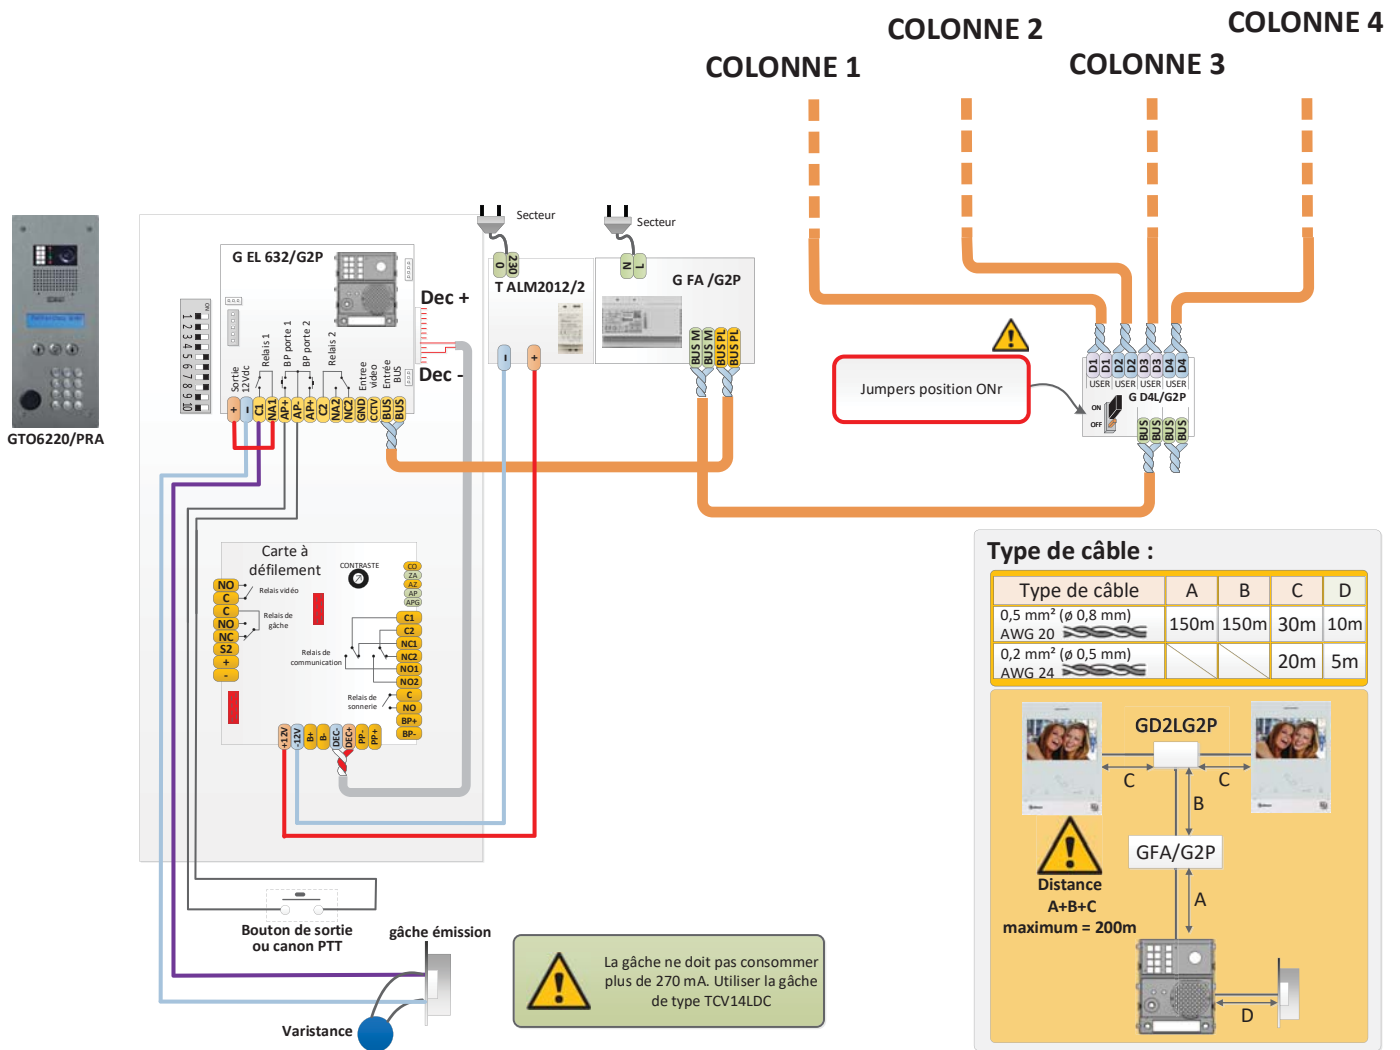 COLONNE 1
COLONNE 2
COLONNE 3
COLONNE 4
GTO6220/PRA
G EL 632/G2P
NO
1
2
3
4
5
6
7
8
9
10
Dec +
Dec -
Sortie
12Vdc
Relais 1
BP porte 1
BP porte 2
Relais 2
Entree
video
Entrée
BUS
+
-
C1
NA1
AP+
AP-
AP+
C2
NA2
NC2
GND
CCTV
BUS
BUS
Secteur
0
230
T ALM2012/2
-
+
Secteur
N
L
G FA /G2P
BUS M
BUS M
BUS PL
BUS PL
Jumpers position ONr
D1
D1
D2
D2
D3
D3
D4
D4
USER
USER
USER
USER
G D4L/G2P
ON
OFF
BUS
BUS
BUS
BUS
Carte à
défilement
CONTRASTE
CO
ZA
AZ
AP
APG
NO
C
C
NO
NC
S2
+
-
Relais vidéo
Relais de
gâche
Relais de
communication
Relais de
sonnerie
C1
C2
NC1
NC2
NO1
NO2
C
NO
BP+
BP-
+12V
-12V
B+
B-
DEC-
DEC+
PP-
PP+
Bouton de sortie
ou canon PTT
gâche émission
Varistance
La gâche ne doit pas consommer
plus de 270 mA. Utiliser la gâche
de type TCV14LDC
Type de câble :
Type de câble A B C D
0,5 mm² (ø 0,8 mm)
AWG 20
150m 150m 30m 10m
0,2 mm² (ø 0,5 mm)
AWG 24
20m 5m
GD2LG2P
C
C
B
GFA/G2P
A
Distance
A+B+C
maximum = 200m
D